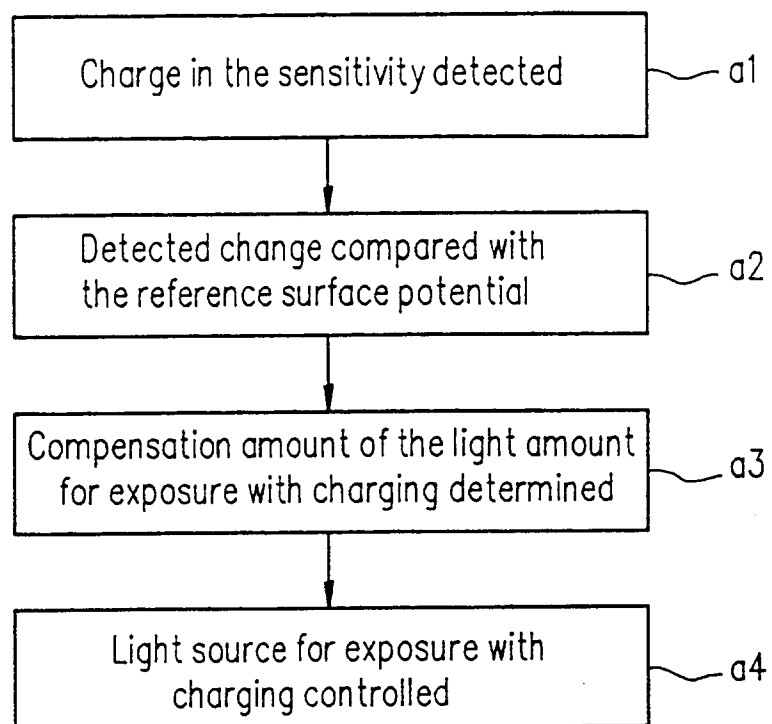 Charge in the sensitivity detected
a1
Detected change compared with
the reference surface potential
a2
Compensation amount of the light amount
for exposure with charging determined
a3
Light source for exposure with
charging controlled
a4